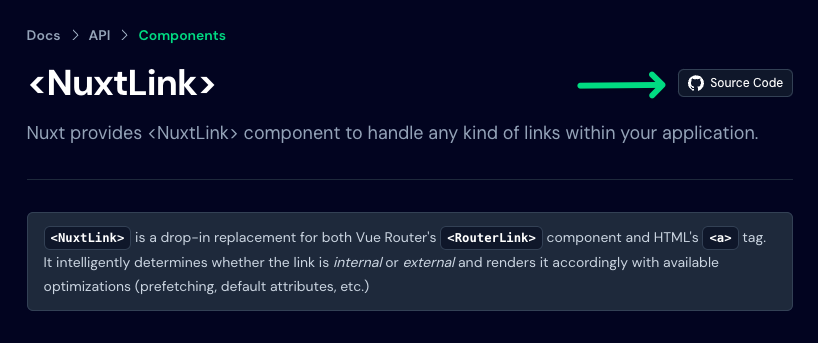 Docs > API > Components
<NuxtLink>
Source Code
Nuxt provides <NuxtLink> component to handle any kind of links within your application.
<NuxtLink> is a drop-in replacement for both Vue Router's <RouterLink> component and HTML's <a> tag.
It intelligently determines whether the link is internal or external and renders it accordingly with available
optimizations (prefetching, default attributes, etc.)